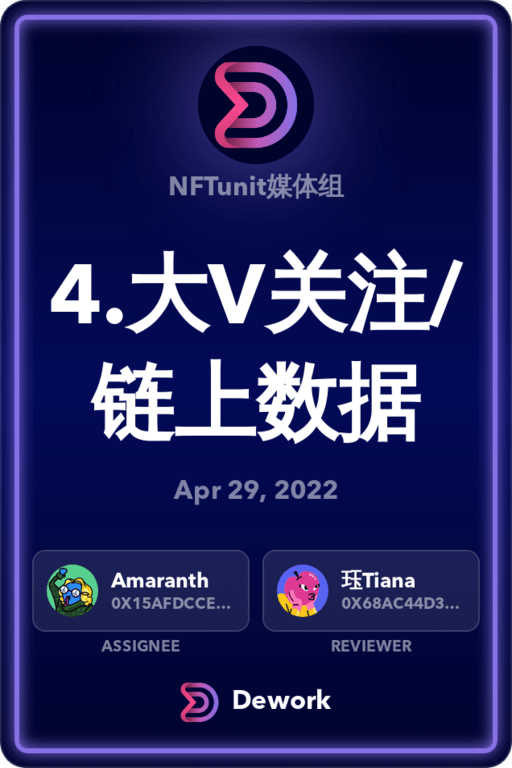 NFTunit媒体组
4.大V关注/
链上数据
Apr 29, 2022
Amaranth
0X15AFDCCE...
珏Tiana
0X68AC44D3...
ASSIGNEE
REVIEWER
Dework